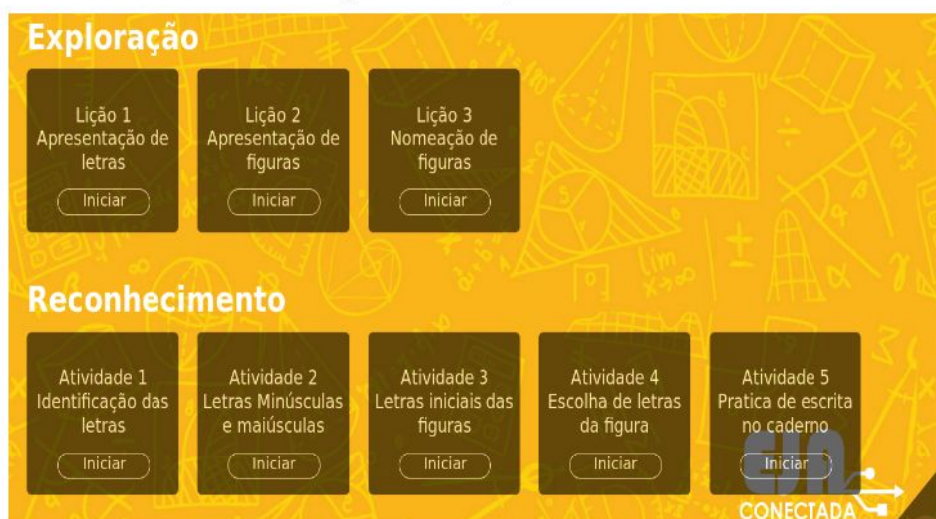 Exploração
Lição 1
Apresentação de
letras
Iniciar
Lição 2
Apresentação de
figuras
Iniciar
Lição 3
Nomeação de
figuras
Iniciar
Reconhecimento
Atividade 1
Identificação das
letras
Iniciar
Atividade 2
Letras Minúsculas
e maiúsculas
Iniciar
Atividade 3
Letras iniciais das
figuras
Iniciar
Atividade 4
Escolha de letras
da figura
Iniciar
Atividade 5
Pratica de escrita
no caderno
Iniciar
EJA
CONECTADA